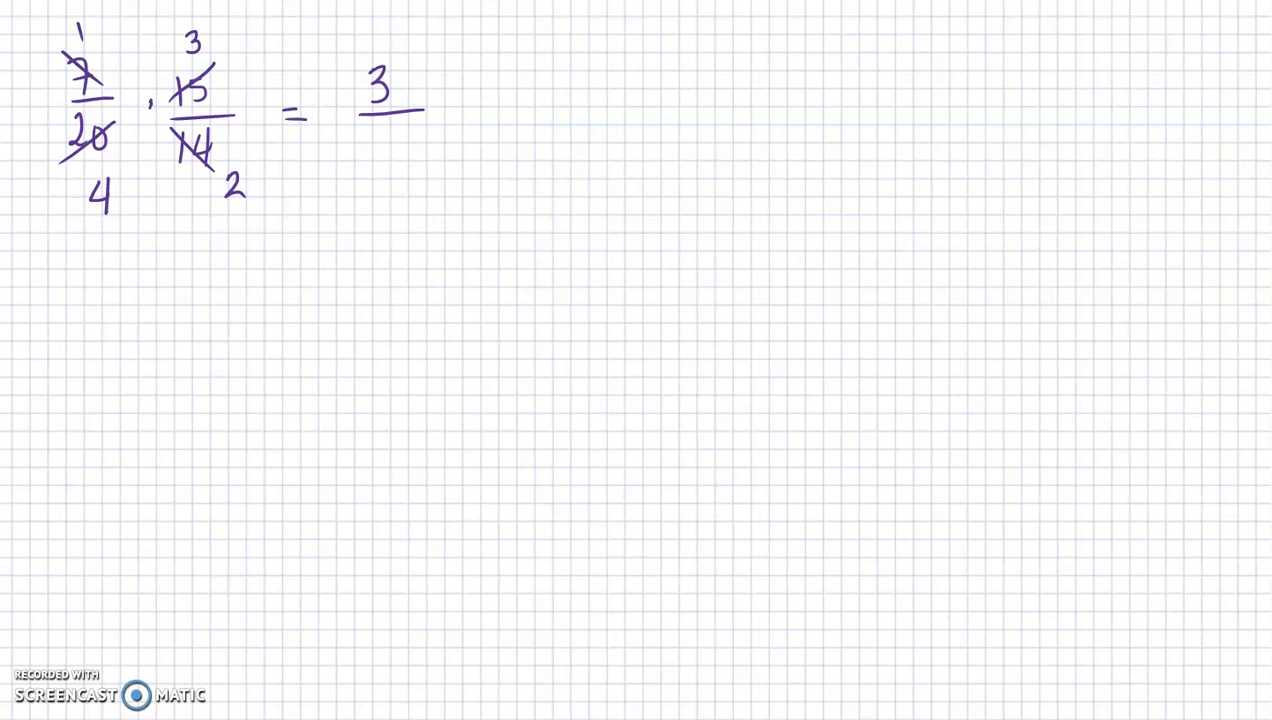 1 3
7 · 15 = 3
20 14
4 2
RECORDED WITH
SCREENCAST MATIC